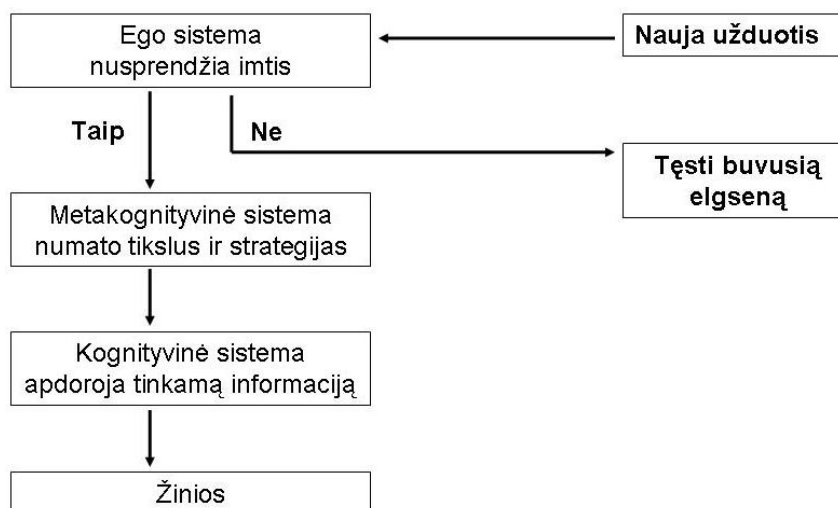 Ego sistema
nusprendžia imtis
Nauja užduotis
Taip
Ne
Tęsti buvusią
elgseną
Metakognityvinė sistema
numato tikslus ir strategijas
Kognityvinė sistema
apdoroja tinkamą informaciją
Žinios